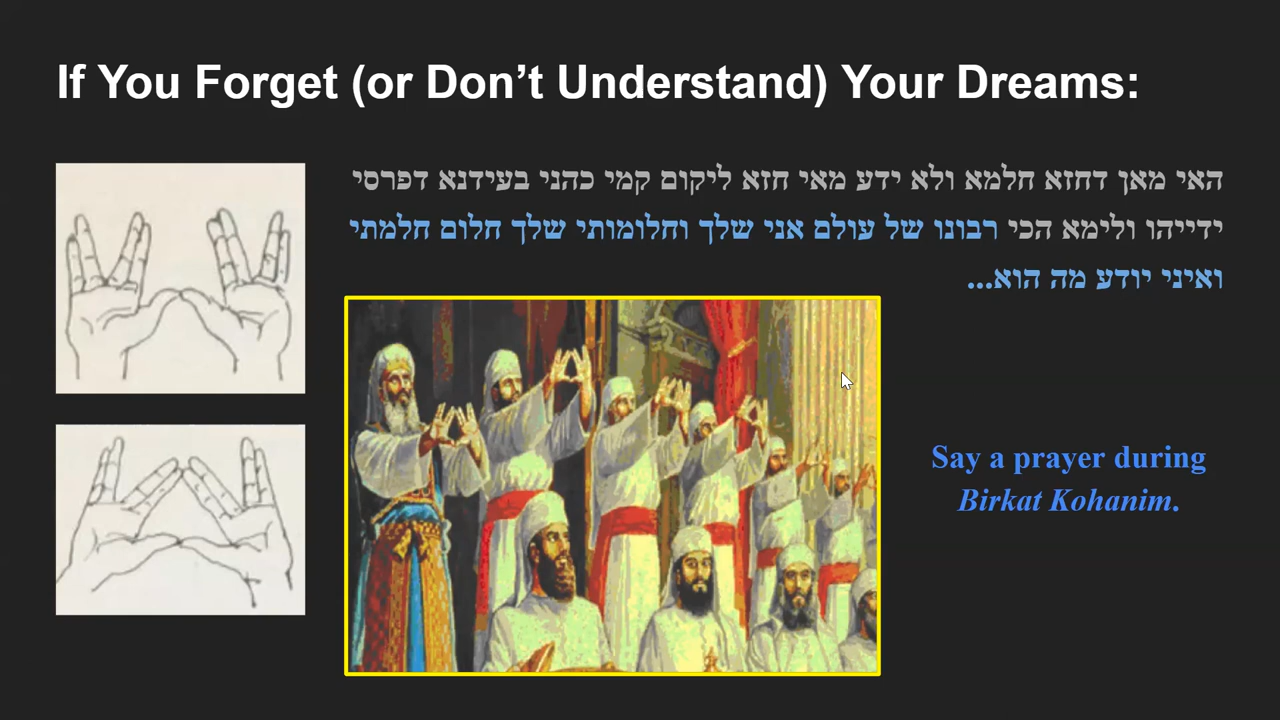 If You Forget (or Don’t Understand) Your Dreams:
האי מאן דחזא חלמא ולא ידע מאי חזא ליקום קמי כהני בעידנא דפרסי
ידייהו ולימא הכי רבונו של עולם אני שלך וחלומותי שלך חלום חלמתי
ואיני יודע מה הוא...
Say a prayer during
Birkat Kohanim.